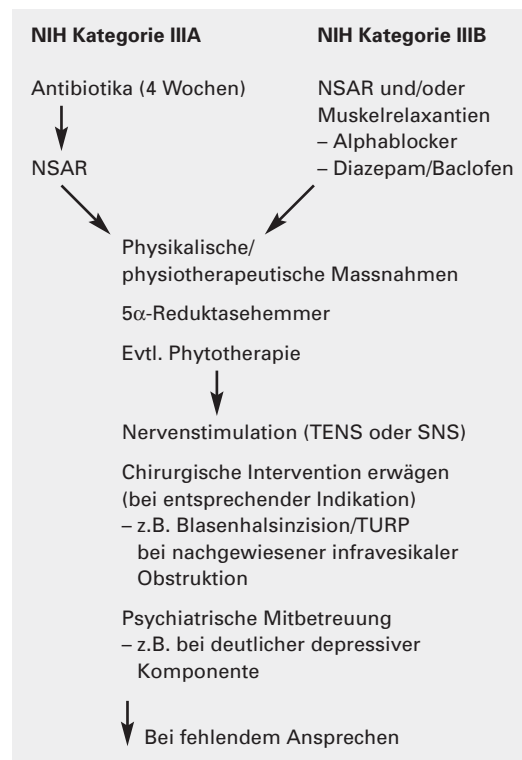 NIH Kategorie IIIA
NIH Kategorie IIIB
Antibiotika (4 Wochen)
NSAR
NSAR und/oder
Muskelrelaxantien
– Alphablocker
– Diazepam/Baclofen
Physikalische/
physiotherapeutische Massnahmen
5α-Reduktasehemmer
Evtl. Phytotherapie
Nervenstimulation (TENS oder SNS)
Chirurgische Intervention erwägen
(bei entsprechender Indikation)
– z.B. Blasenhalsinzision/TURP
bei nachgewiesener infravesikaler
Obstruktion
Psychiatrische Mitbetreuung
– z.B. bei deutlicher depressiver
Komponente
Bei fehlendem Ansprechen